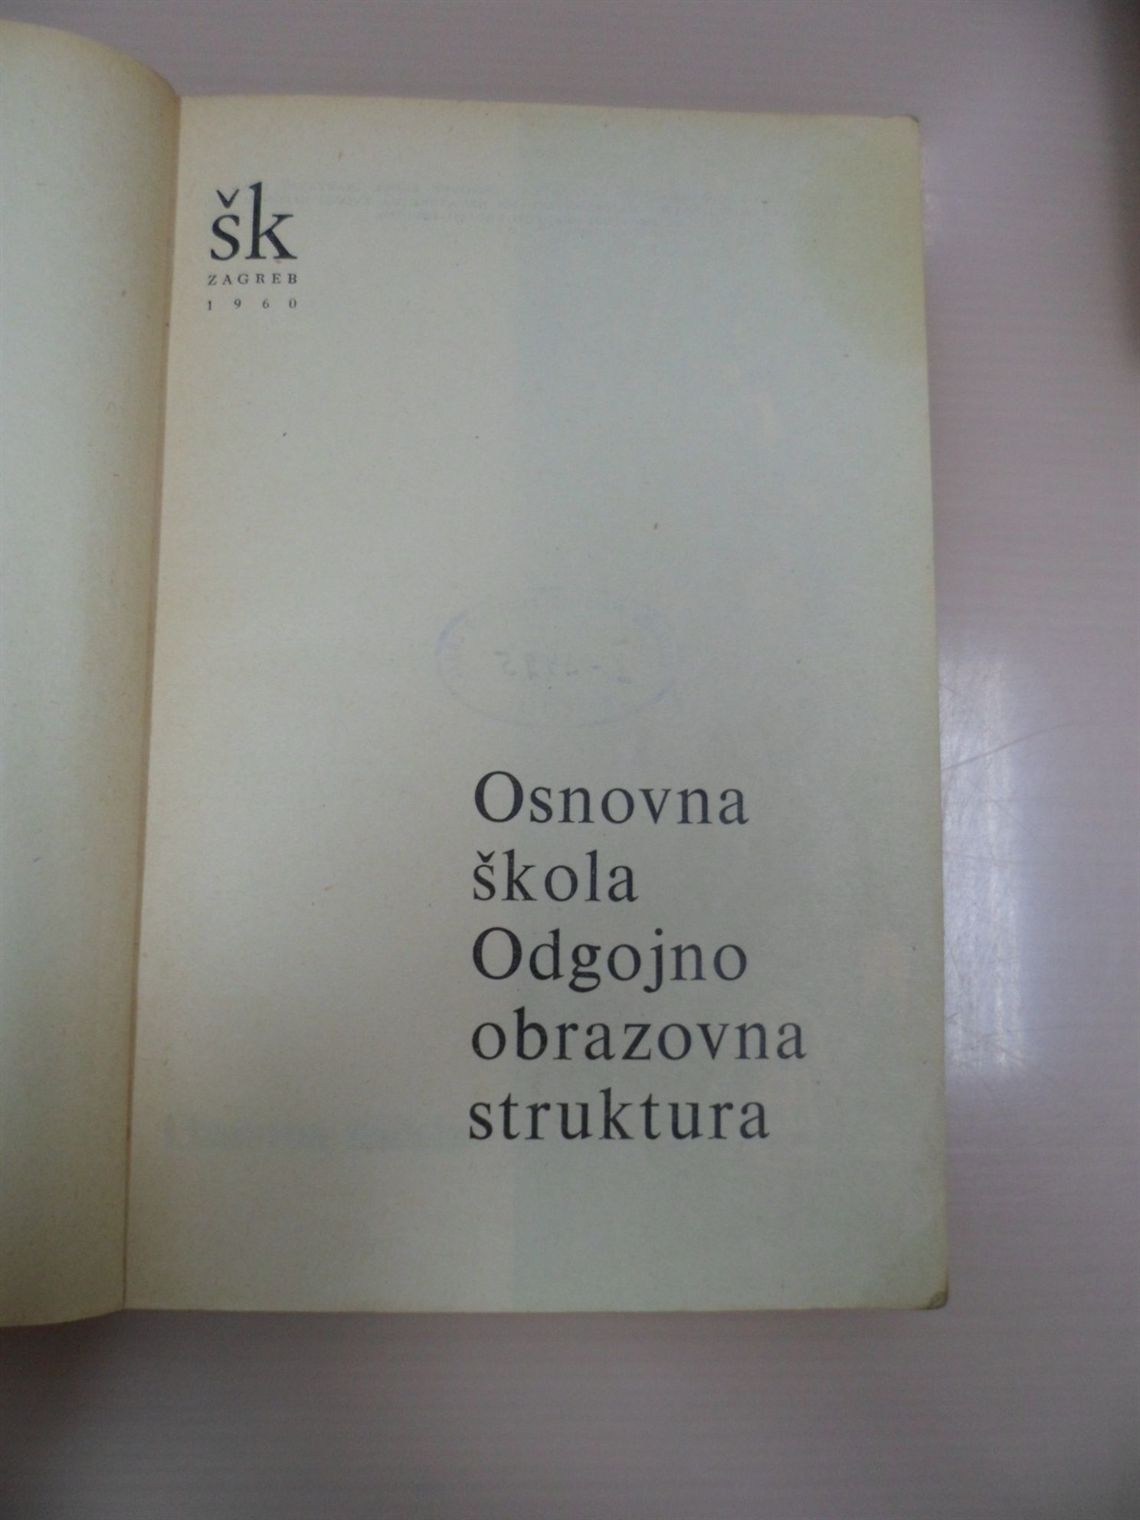 šk
ZAGREB
1960
Osnovna
škola
Odgojno
obrazovna
struktura